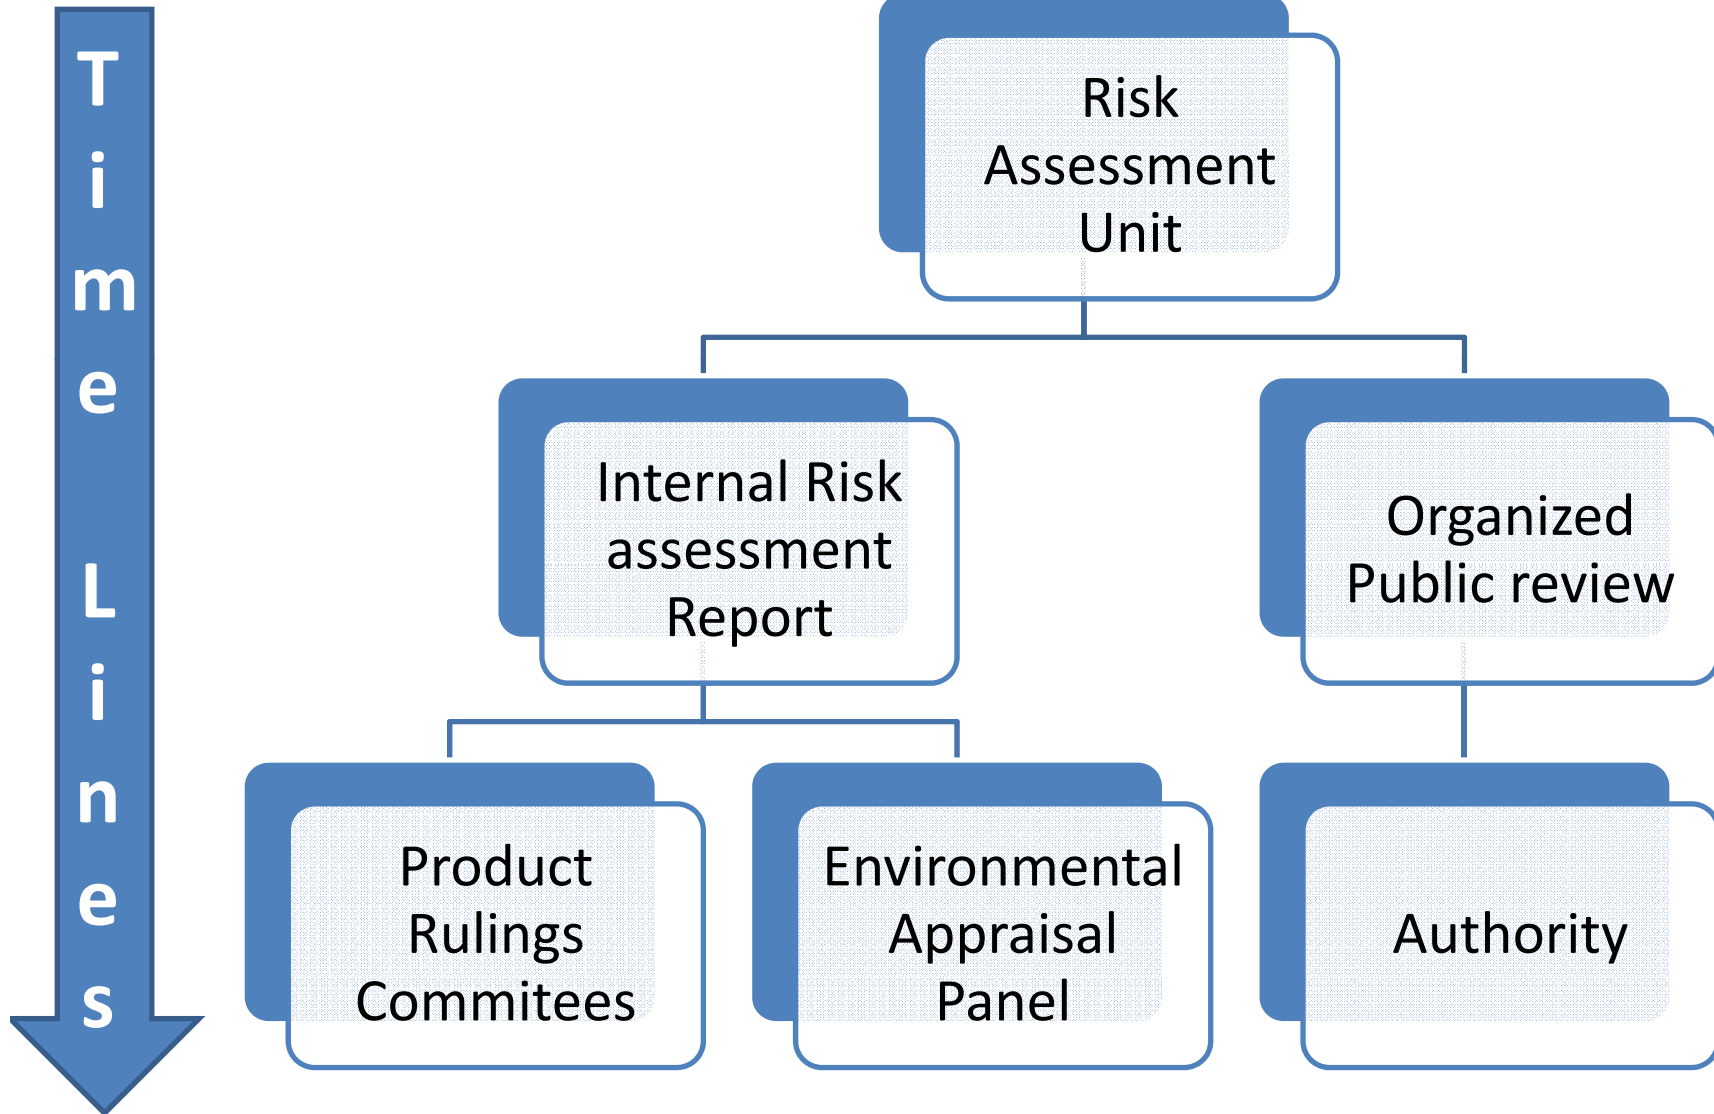 Time Lines
Risk
Assessment
Unit
Internal Risk
assessment
Report
Organized
Public review
Product
Rulings
Commitees
Environmental
Appraisal
Panel
Authority